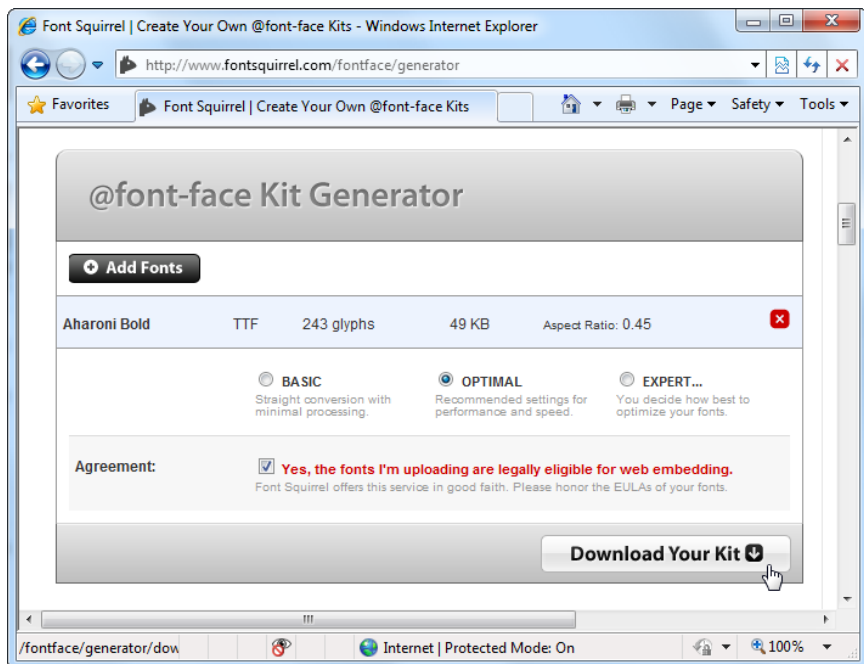 Font Squirrel | Create Your Own @font-face Kits - Windows Internet Explorer
http://www.fontsquirrel.com/fontface/generator
Favorites Font Squirrel | Create Your Own @font-face Kits Page Safety Tools
@font-face Kit Generator
Add Fonts
Aharoni Bold TTF 243 glyphs 49 KB Aspect Ratio: 0.45
BASIC OPTIMAL EXPERT...
Straight conversion with Recommended settings for You decide how best to
minimal processing. performance and speed. optimize your fonts.
Agreement: Yes, the fonts I'm uploading are legally eligible for web embedding.
Font Squirrel offers this service in good faith. Please honor the EULAs of your fonts.
Download Your Kit
/fontface/generator/dow Internet | Protected Mode: On 100%